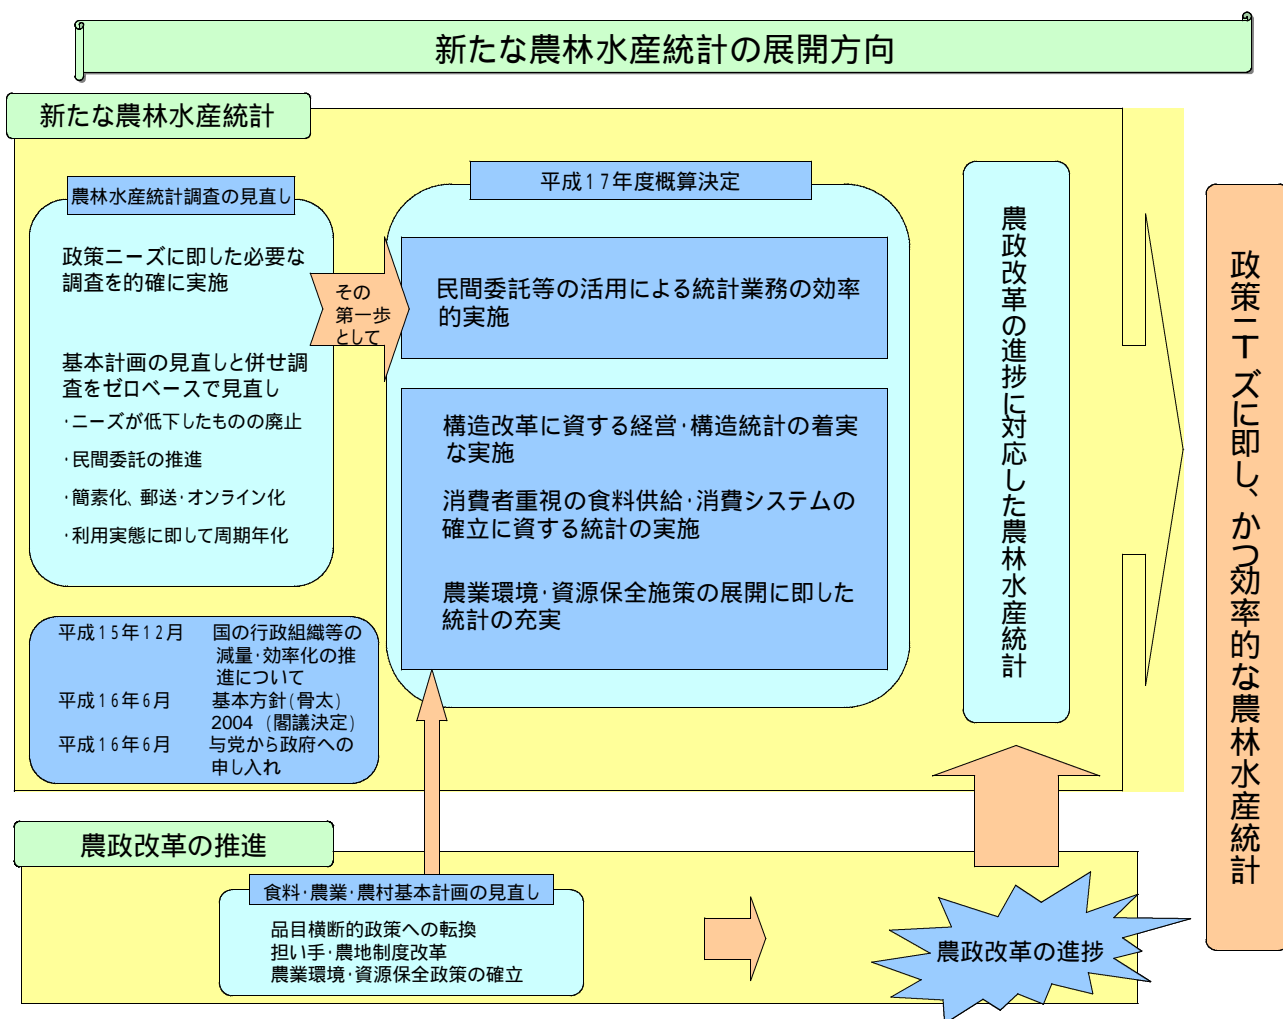 新たな農林水産統計の展開方向
新たな農林水産統計
農林水産統計調査の見直し
政策ニーズに即した必要な
調査を的確に実施
基本計画の見直しと併せ調
査をゼロベースで見直し
・ニーズが低下したものの廃止
・民間委託の推進
・簡素化、郵送・オンライン化
・利用実態に即して周期年化
その
第一歩
として
平成17年度概算決定
民間委託等の活用による統計業務の効率
的実施
構造改革に資する経営・構造統計の着実
な実施
消費者重視の食料供給・消費システムの
確立に資する統計の実施
農業環境・資源保全施策の展開に即した
統計の充実
平成15年12月 国の行政組織等の
減量・効率化の推
進について
平成16年6月 基本方針(骨太)
2004 (閣議決定)
平成16年6月 与党から政府への
申し入れ
農政改革の進捗に対応した農林水産統計
政策ニーズに即し、かつ効率的な農林水産統計
農政改革の推進
食料・農業・農村基本計画の見直し
品目横断的政策への転換
担い手・農地制度改革
農業環境・資源保全政策の確立
農政改革の進捗